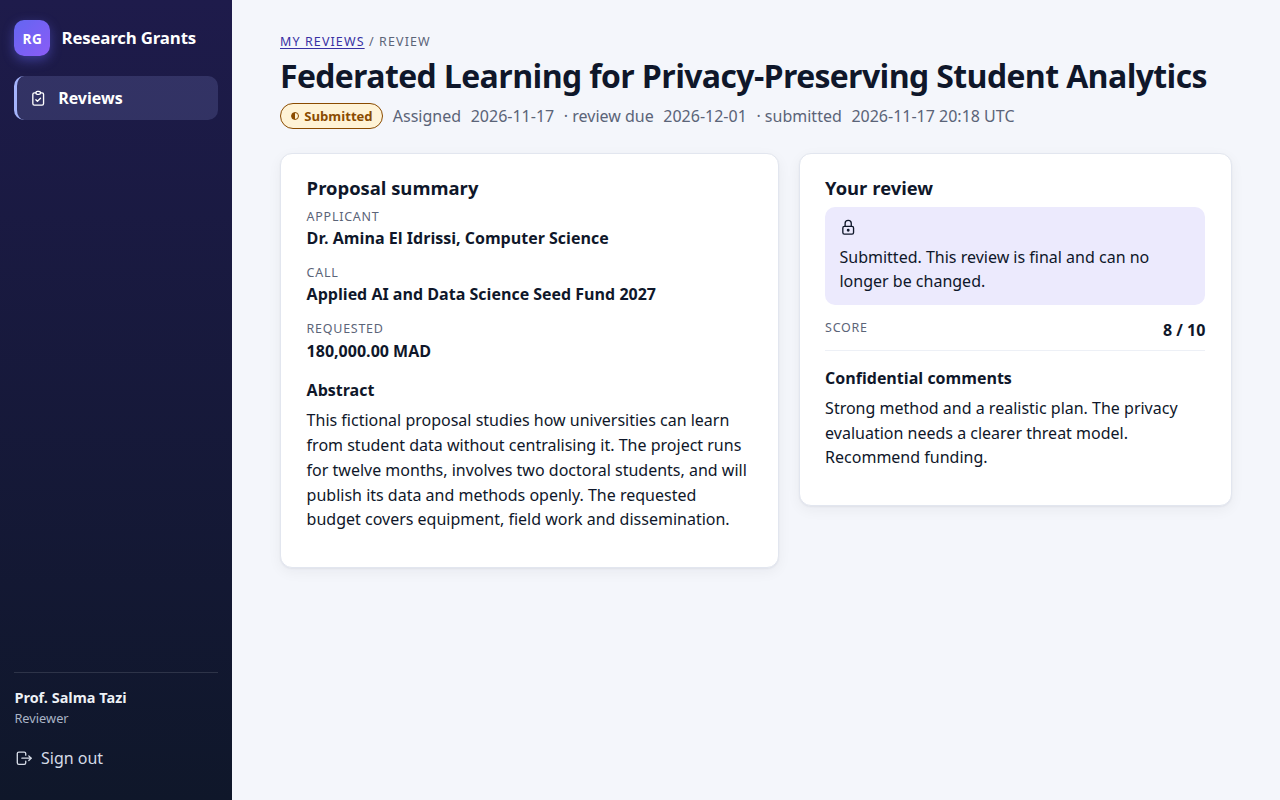 RG
Research Grants
Reviews
Prof. Salma Tazi
Reviewer
Sign out
MY REVIEWS / REVIEW
Federated Learning for Privacy-Preserving Student Analytics
Submitted Assigned 2026-11-17 · review due 2026-12-01 · submitted 2026-11-17 20:18 UTC
Proposal summary
APPLICANT
Dr. Amina El Idrissi, Computer Science
CALL
Applied AI and Data Science Seed Fund 2027
REQUESTED
180,000.00 MAD
Abstract
This fictional proposal studies how universities can learn
from student data without centralising it. The project runs
for twelve months, involves two doctoral students, and will
publish its data and methods openly. The requested
budget covers equipment, field work and dissemination.
Your review
Submitted. This review is final and can no
longer be changed.
SCORE 8 / 10
Confidential comments
Strong method and a realistic plan. The privacy
evaluation needs a clearer threat model.
Recommend funding.